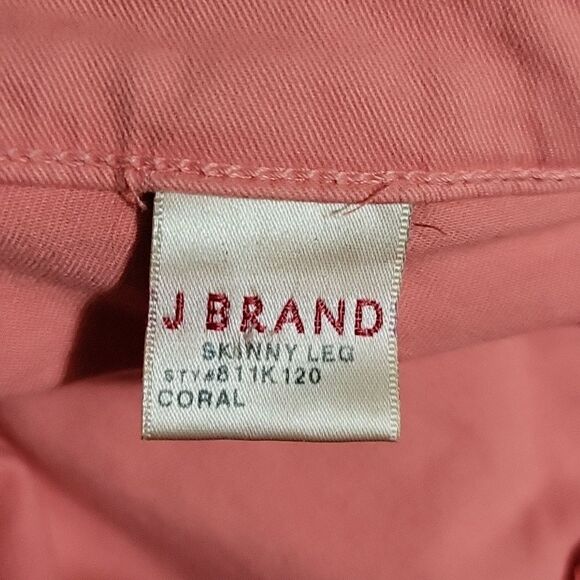 J BRAND
SKINNY LEG
STY#811K120
CORAL